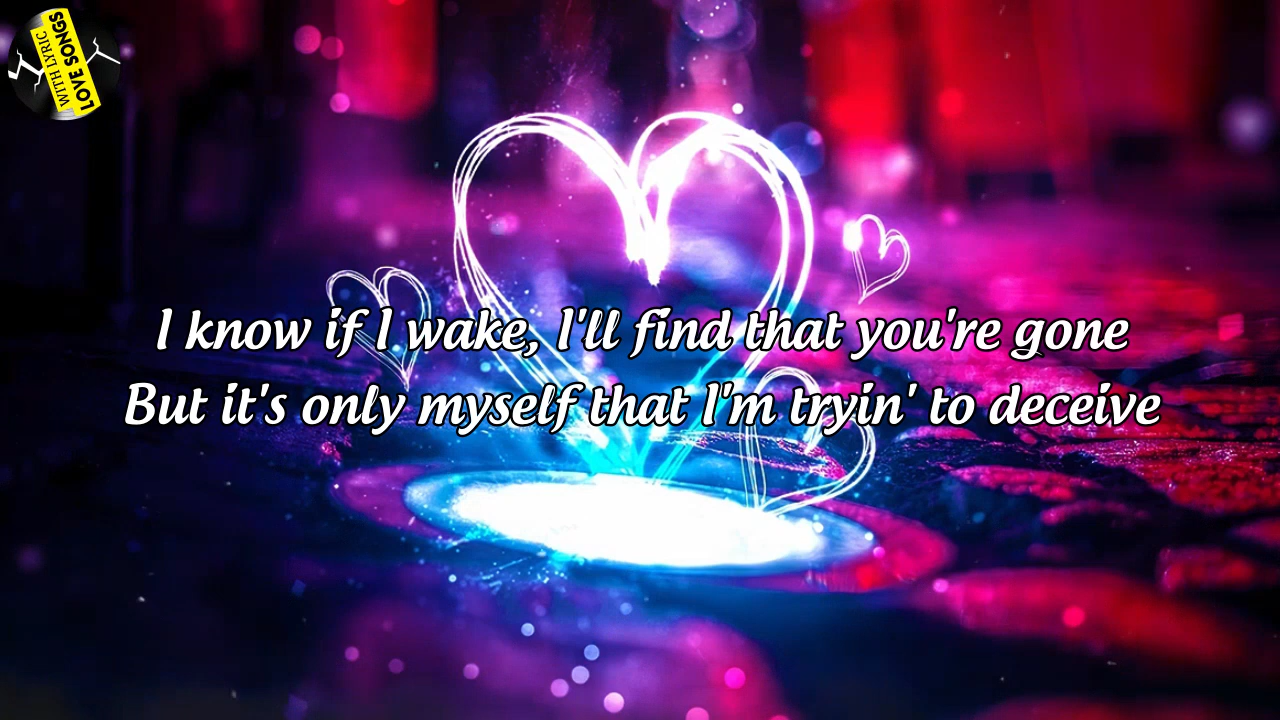 WITH LYRIC
LOVE SONGS
I know if I wake, I'll find that you're gone
But it's only myself that I'm tryin' to deceive